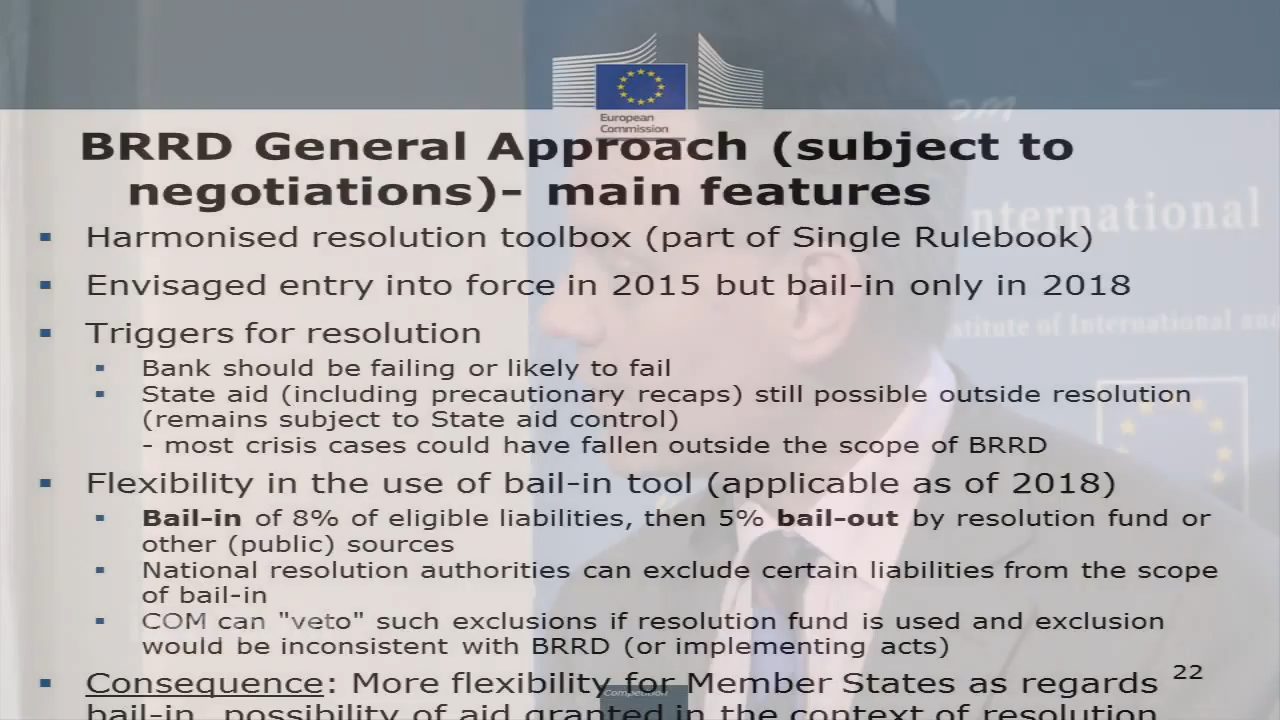 European
Commission
BRRD General Approach (subject to
negotiations)- main features
Harmonised resolution toolbox (part of Single Rulebook)
nternational
Envisaged entry into force in 2015 but bail-in only in 2018
stitute of International and
Triggers for resolution
Bank should be failing or likely to fail
State aid (including precautionary recaps) still possible outside resolution
(remains subject to State aid control)
- most crisis cases could have fallen outside the scope of BRRD
Flexibility in the use of bail-in tool (applicable as of 2018)
Bail-in of 8% of eligible liabilities, then 5% bail-out by resolution fund or
other (public) sources
National resolution authorities can exclude certain liabilities from the scope
of bail-in
COM can "veto" such exclusions if resolution fund is used and exclusion
would be inconsistent with BRRD (or implementing acts)
Consequence: More flexibility for Member States as regards 22
Competition
bail-in, possibility of aid granted in the context of resolution